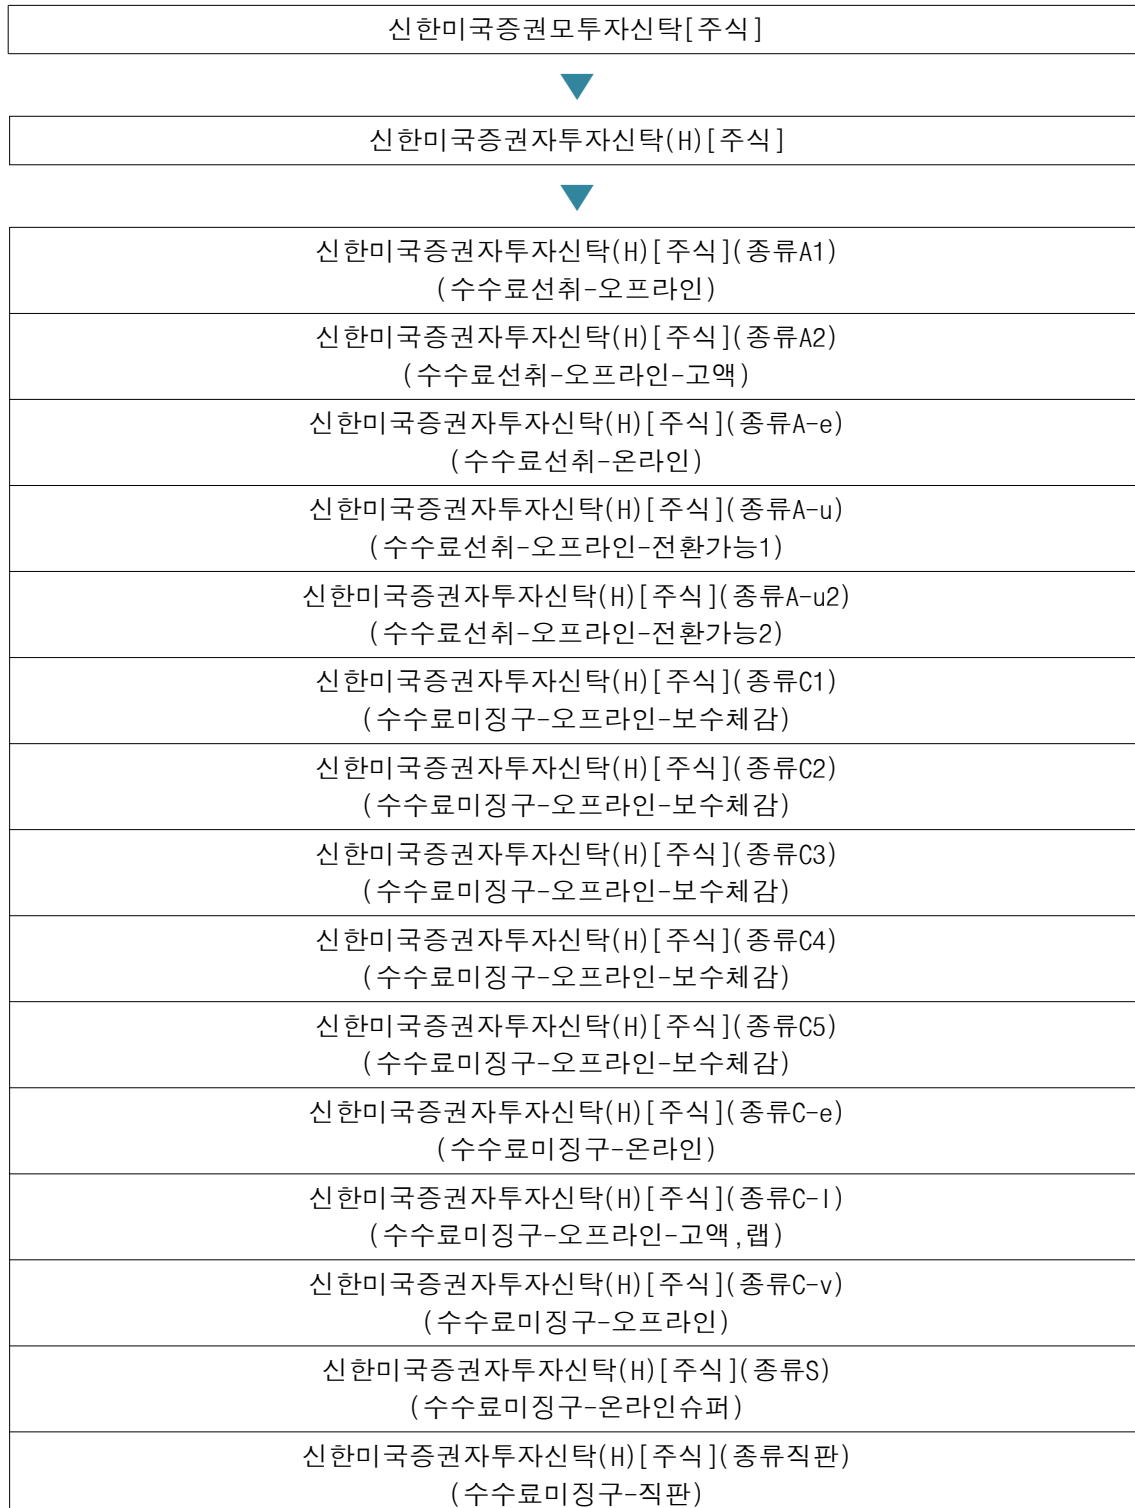 신한미국증권모투자신탁[주식]
신한미국증권자투자신탁(H)[주식]
신한미국증권자투자신탁(H)[주식](종류A1)
(수수료선취-오프라인)
신한미국증권자투자신탁(H)[주식](종류A2)
(수수료선취-오프라인-고액)
신한미국증권자투자신탁(H)[주식](종류A-e)
(수수료선취-온라인)
신한미국증권자투자신탁(H)[주식](종류A-u)
(수수료선취-오프라인-전환가능1)
신한미국증권자투자신탁(H)[주식](종류A-u2)
(수수료선취-오프라인-전환가능2)
신한미국증권자투자신탁(H)[주식](종류C1)
(수수료미징구-오프라인-보수체감)
신한미국증권자투자신탁(H)[주식](종류C2)
(수수료미징구-오프라인-보수체감)
신한미국증권자투자신탁(H)[주식](종류C3)
(수수료미징구-오프라인-보수체감)
신한미국증권자투자신탁(H)[주식](종류C4)
(수수료미징구-오프라인-보수체감)
신한미국증권자투자신탁(H)[주식](종류C5)
(수수료미징구-오프라인-보수체감)
신한미국증권자투자신탁(H)[주식](종류C-e)
(수수료미징구-온라인)
신한미국증권자투자신탁(H)[주식](종류C-I)
(수수료미징구-오프라인-고액,랩)
신한미국증권자투자신탁(H)[주식](종류C-v)
(수수료미징구-오프라인)
신한미국증권자투자신탁(H)[주식](종류S)
(수수료미징구-온라인슈퍼)
신한미국증권자투자신탁(H)[주식](종류직판)
(수수료미징구-직판)